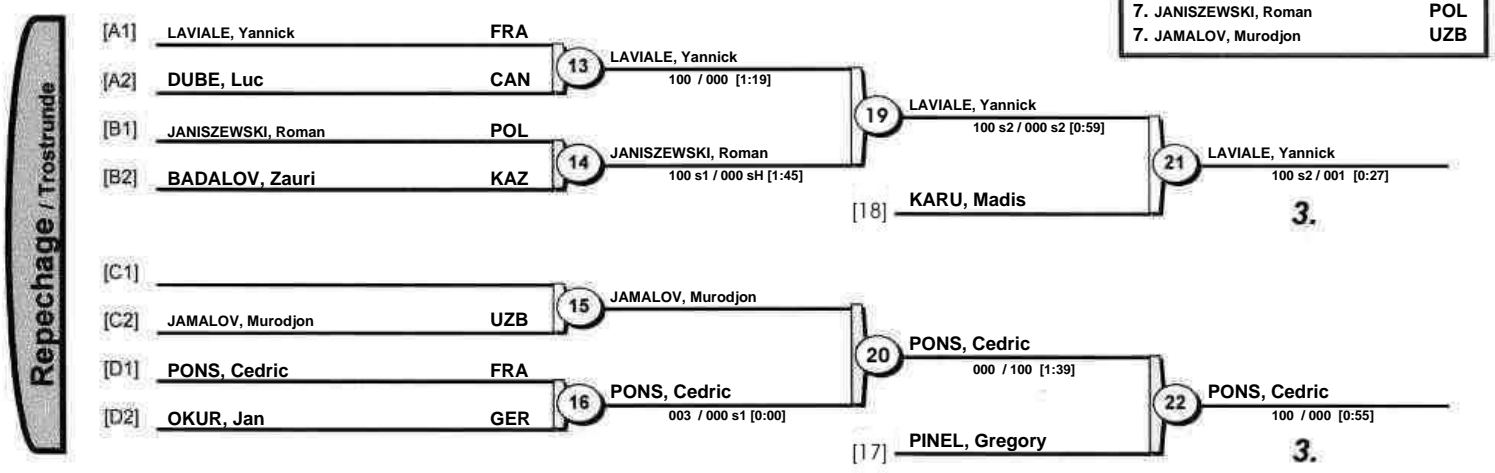 7. JANISZEWSKI, Roman POL
7. JAMALOV, Murodjon UZB
Repechage / Trostrunde
[A1] LAVIALE, Yannick FRA
[A2] DUBE, Luc CAN
13 LAVIALE, Yannick
100 / 000 [1:19]
[B1] JANISZEWSKI, Roman POL
[B2] BADALOV, Zauri KAZ
14 JANISZEWSKI, Roman
100 s1 / 000 sH [1:45]
19 LAVIALE, Yannick
100 s2 / 000 s2 [0:59]
[18] KARU, Madis
21 LAVIALE, Yannick
100 s2 / 001 [0:27]
3.
[C1]
[C2] JAMALOV, Murodjon UZB
15 JAMALOV, Murodjon
[D1] PONS, Cedric FRA
[D2] OKUR, Jan GER
16 PONS, Cedric
003 / 000 s1 [0:00]
20 PONS, Cedric
000 / 100 [1:39]
[17] PINEL, Gregory
22 PONS, Cedric
100 / 000 [0:55]
3.